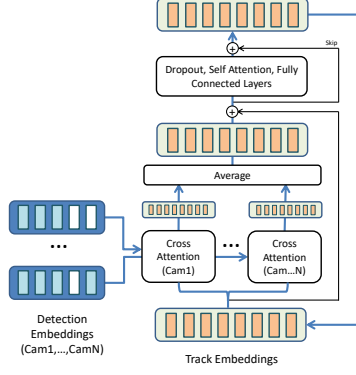 Skip
+
Dropout, Self Attention, Fully
Connected Layers
+
Average
...
Cross
Attention
(Cam1)
...
Cross
Attention
(Cam...N)
Detection
Embeddings
(Cam1,...,CamN)
Track Embeddings